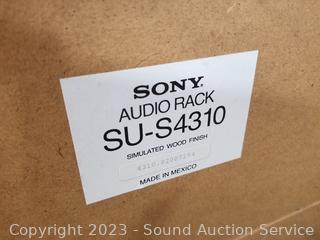 SONY
AUDIO RACK
SU-S4310
SIMULATED WOOD FINISH
MADE IN MEXICO
Copyright © 2023 - Sound Auction Service